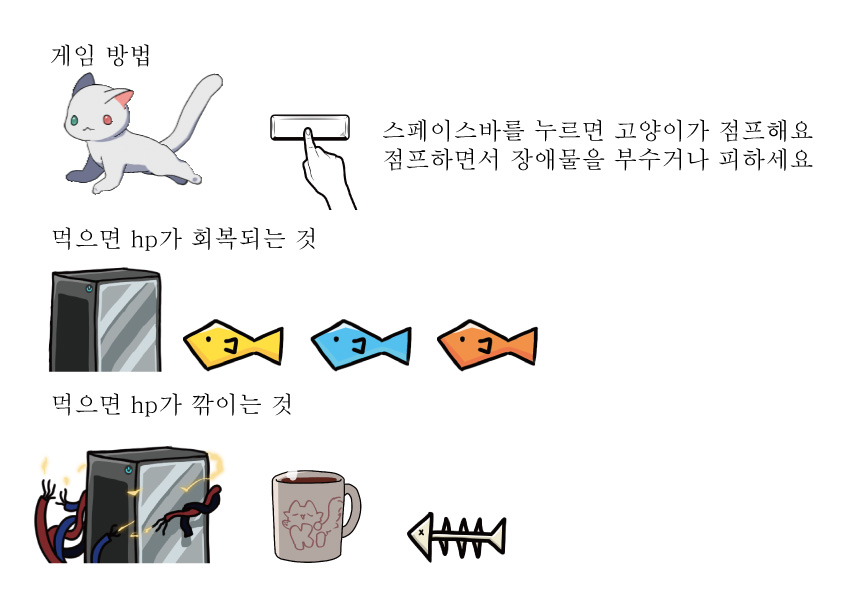 게임 방법
스페이스바를 누르면 고양이가 점프해요
점프하면서 장애물을 부수거나 피하세요
먹으면 hp가 회복되는 것
먹으면 hp가 깎이는 것